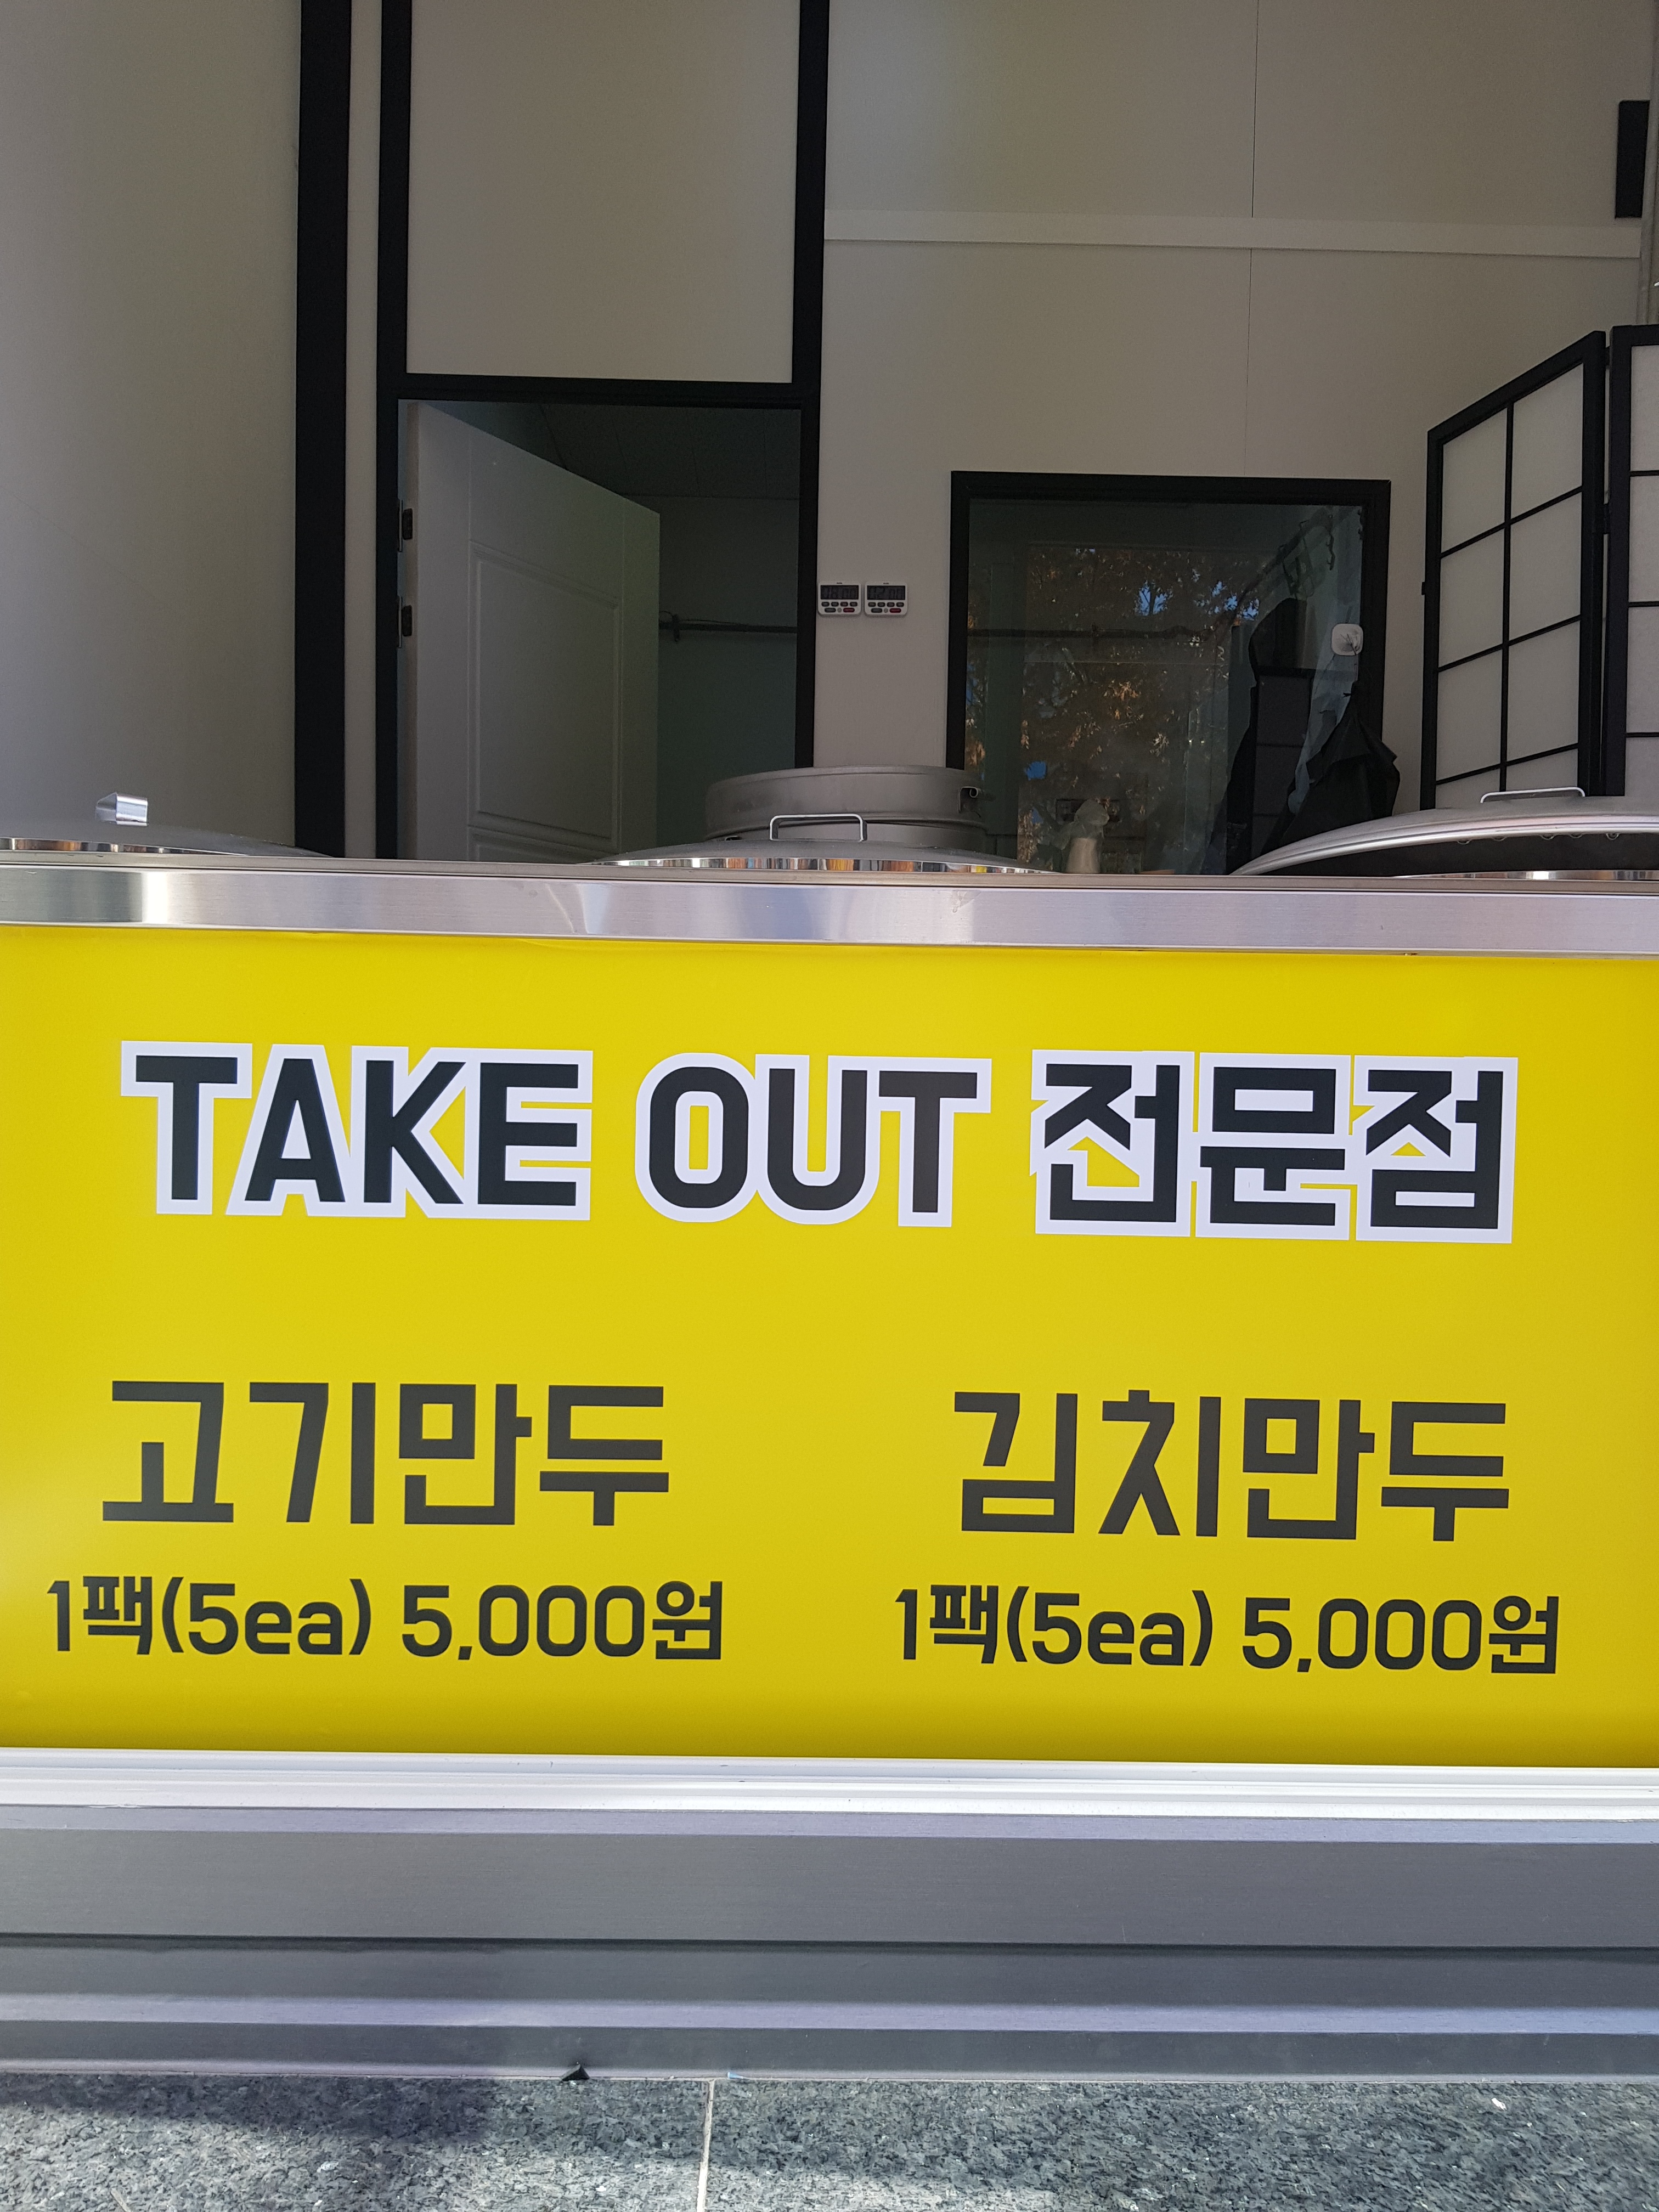 TAKE OUT 전문점
고기만두 김치만두
1팩(5ea) 5,000원 1팩(5ea) 5,000원